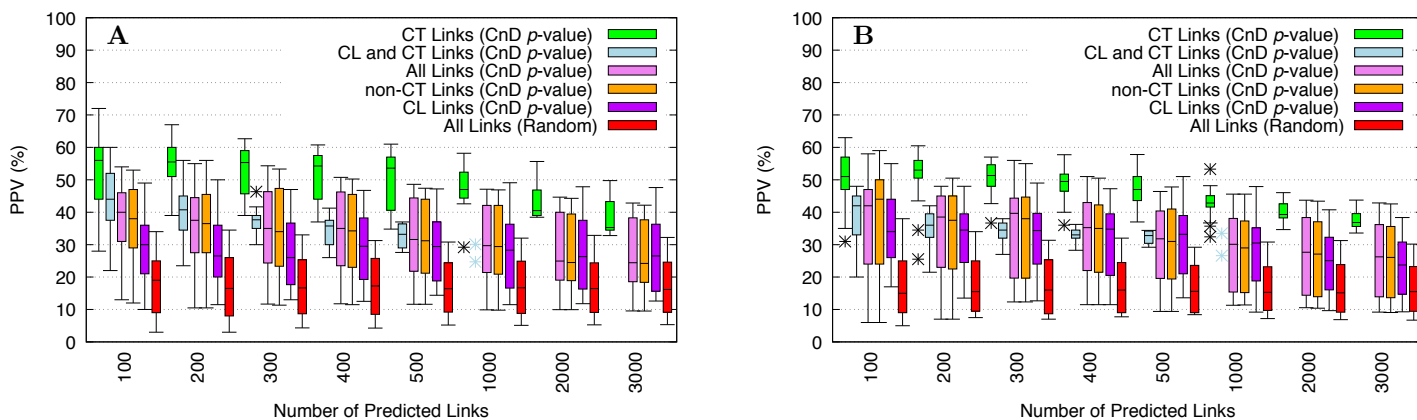 A
CT Links (CnD p-value)
CL and CT Links (CnD p-value)
All Links (CnD p-value)
non-CT Links (CnD p-value)
CL Links (CnD p-value)
All Links (Random)
PPV (%)
100
90
80
70
60
50
40
30
20
10
0
100
200
300
400
500
1000
2000
3000
Number of Predicted Links
B
CT Links (CnD p-value)
CL and CT Links (CnD p-value)
All Links (CnD p-value)
non-CT Links (CnD p-value)
CL Links (CnD p-value)
All Links (Random)
PPV (%)
100
90
80
70
60
50
40
30
20
10
0
100
200
300
400
500
1000
2000
3000
Number of Predicted Links